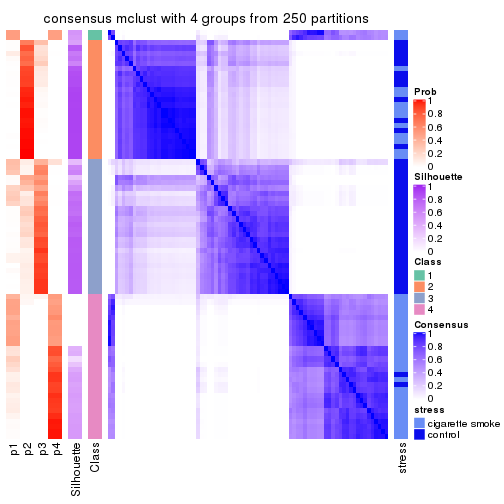 consensus mclust with 4 groups from 250 partitions
Prob
1
0.8
0.6
0.4
0.2
0
Silhouette
1
0.8
0.6
0.4
0.2
0
Class
1
2
3
4
Consensus
1
0.8
0.6
0.4
0.2
0
stress
cigarette smoke
control
p1
p2
p3
p4
Silhouette
Class
stress